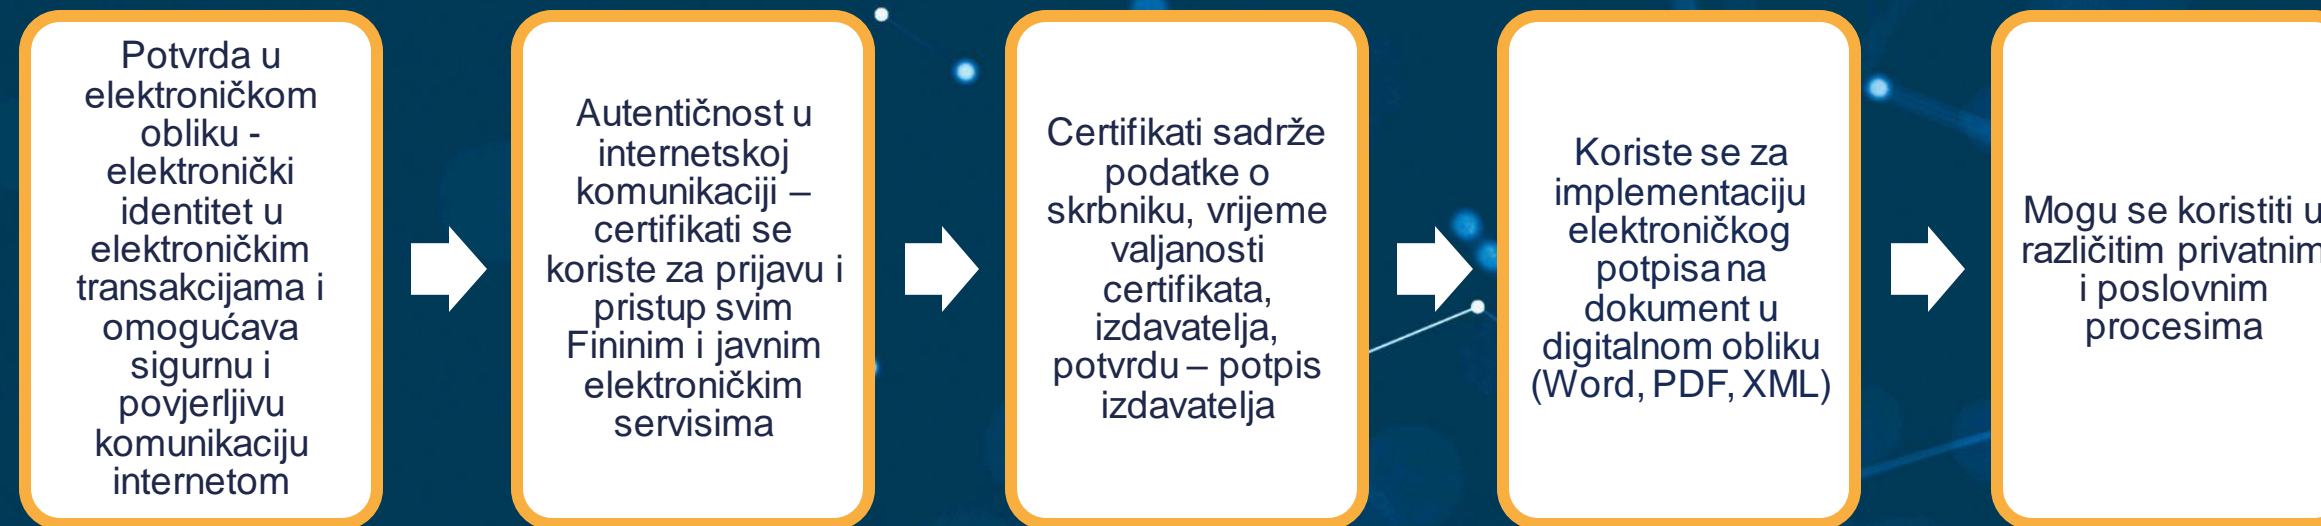 Potvrda u
elektroničkom
obliku -
elektronički
identitet u
elektroničkim
transakcijama i
omogućava
sigurnu i
povjerljivu
komunikaciju
internetom
Autentičnost u
internetskoj
komunikaciji –
certifikati se
koriste za prijavu i
pristup svim
Fininim i javnim
elektroničkim
servisima
Certifikati sadrže
podatke o
skrbniku, vrijeme
valjanosti
certifikata,
izdavatelja,
potvrdu – potpis
izdavatelja
Koriste se za
implementaciju
elektroničkog
potpisa na
dokument u
digitalnom obliku
(Word, PDF, XML)
Mogu se koristiti u
različitim privatnim
i poslovnim
procesima